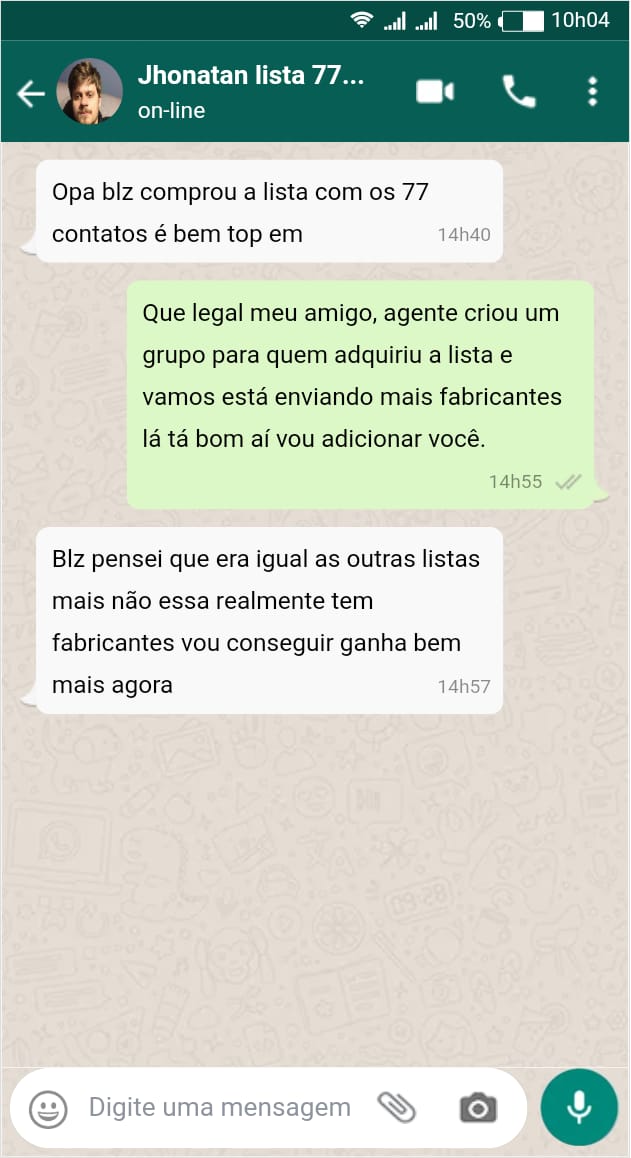 50% 10h04
Jhonatan lista 77...
on-line
Opa blz comprou a lista com os 77
contatos é bem top em 14h40
Que legal meu amigo, agente criou um
grupo para quem adquiriu a lista e
vamos está enviando mais fabricantes
lá tá bom aí vou adicionar você.
14h55
Blz pensei que era igual as outras listas
mais não essa realmente tem
fabricantes vou conseguir ganha bem
mais agora 14h57
09:28
Digite uma mensagem